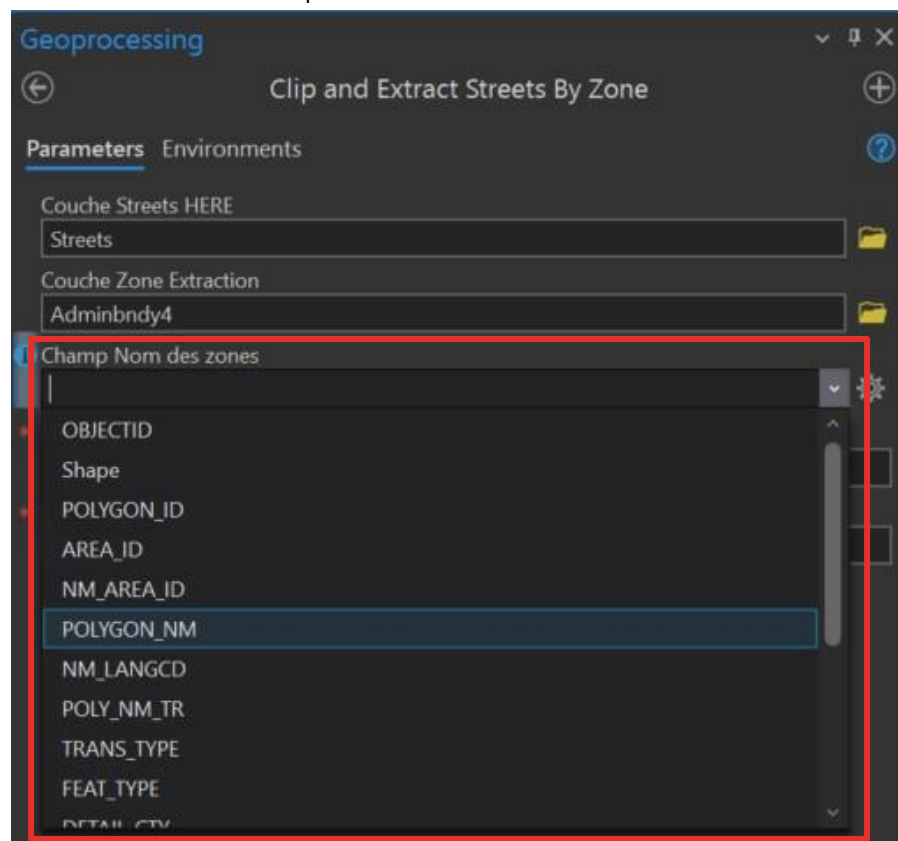 Geoprocessing
Clip and Extract Streets By Zone
Parameters Environments
Couche Streets HERE
Streets
Couche Zone Extraction
Adminbndy4
Champ Nom des zones
OBJECTID
Shape
POLYGON_ID
AREA_ID
NM_AREA_ID
POLYGON_NM
NM_LANGCD
POLY_NM_TR
TRANS_TYPE
FEAT_TYPE
DETAIL_CTY